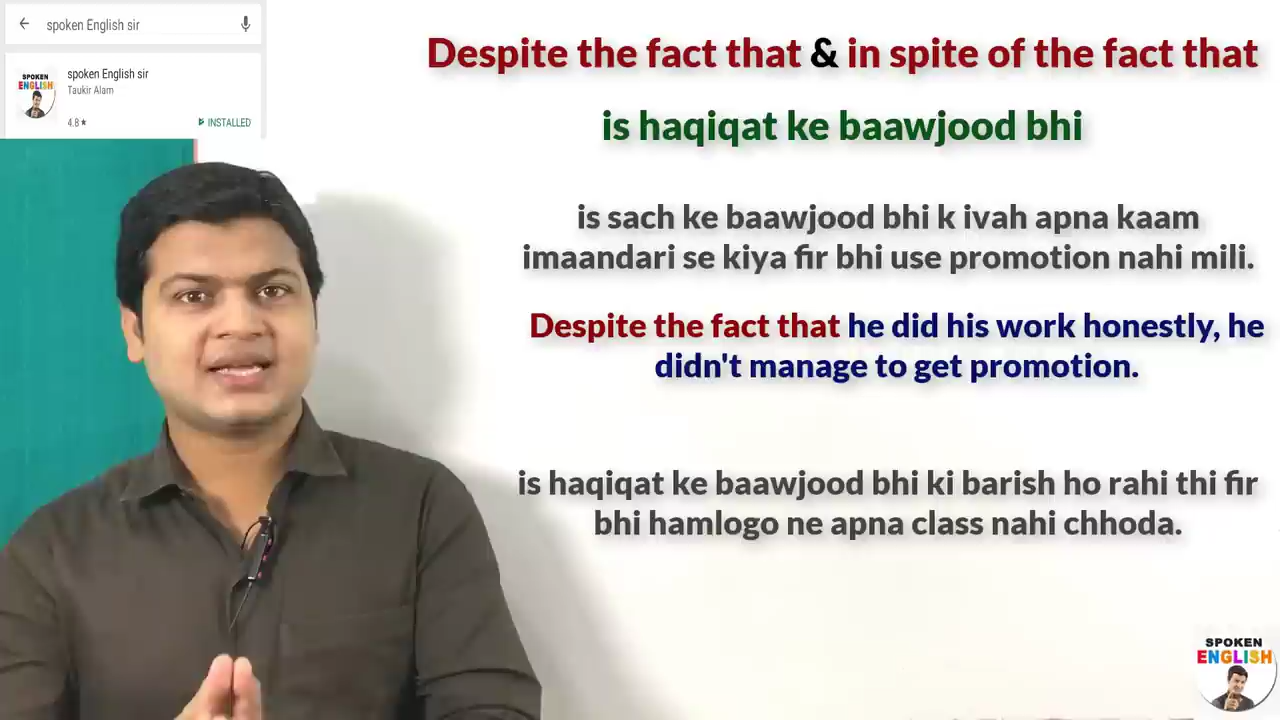 spoken English sir
SPOKEN
ENGLISH
spoken English sir
Taukir Alam
4.8★
INSTALLED
Despite the fact that & in spite of the fact that
is haqiqat ke baawjood bhi
is sach ke baawjood bhi k ivah apna kaam
imaandari se kiya fir bhi use promotion nahi mili.
Despite the fact that he did his work honestly, he
didn't manage to get promotion.
is haqiqat ke baawjood bhi ki barish ho rahi thi fir
bhi hamlogo ne apna class nahi chhoda.
SPOKEN
ENGLISH